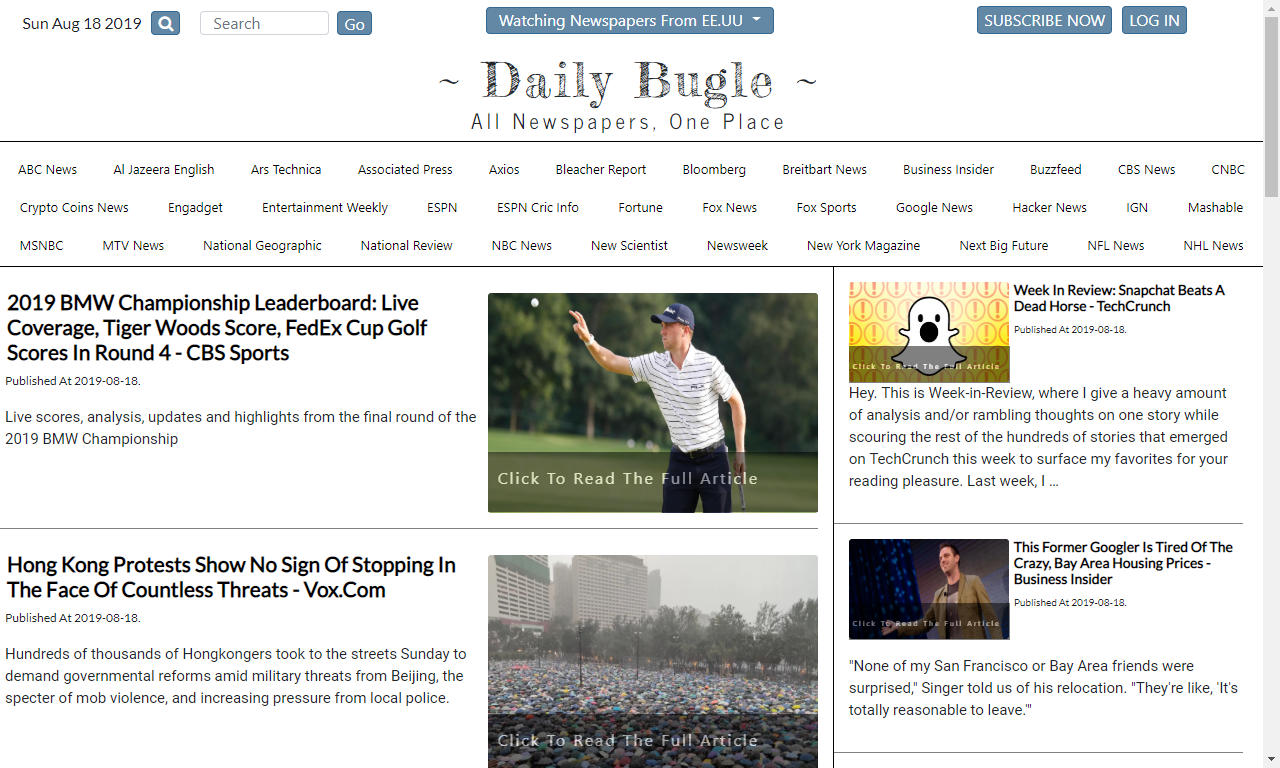 Sun Aug 18 2019 Search Go Watching Newspapers From EE.UU SUBSCRIBE NOW LOG IN
~ Daily Bugle ~
All Newspapers, One Place
ABC News Al Jazeera English Ars Technica Associated Press Axios Bleacher Report Bloomberg Breitbart News Business Insider Buzzfeed CBS News CNBC
Crypto Coins News Engadget Entertainment Weekly ESPN ESPN Cric Info Fortune Fox News Fox Sports Google News Hacker News IGN Mashable
MSNBC MTV News National Geographic National Review NBC News New Scientist Newsweek New York Magazine Next Big Future NFL News NHL News
2019 BMW Championship Leaderboard: Live
Coverage, Tiger Woods Score, FedEx Cup Golf
Scores In Round 4 - CBS Sports
Published At 2019-08-18.
Live scores, analysis, updates and highlights from the final round of the
2019 BMW Championship
Click To Read The Full Article
Hong Kong Protests Show No Sign Of Stopping In
The Face Of Countless Threats - Vox.Com
Published At 2019-08-18.
Hundreds of thousands of Hongkongers took to the streets Sunday to
demand governmental reforms amid military threats from Beijing, the
specter of mob violence, and increasing pressure from local police.
Click To Read The Full Article
Week In Review: Snapchat Beats A
Dead Horse - TechCrunch
Published At 2019-08-18.
Click To Read The Full Article
Hey. This is Week-in-Review, where I give a heavy amount
of analysis and/or rambling thoughts on one story while
scouring the rest of the hundreds of stories that emerged
on TechCrunch this week to surface my favorites for your
reading pleasure. Last week, I …
This Former Googler Is Tired Of The
Crazy, Bay Area Housing Prices -
Business Insider
Published At 2019-08-18.
Click To Read The Full Article
"None of my San Francisco or Bay Area friends were
surprised," Singer told us of his relocation. "They're like, 'It's
totally reasonable to leave.'"